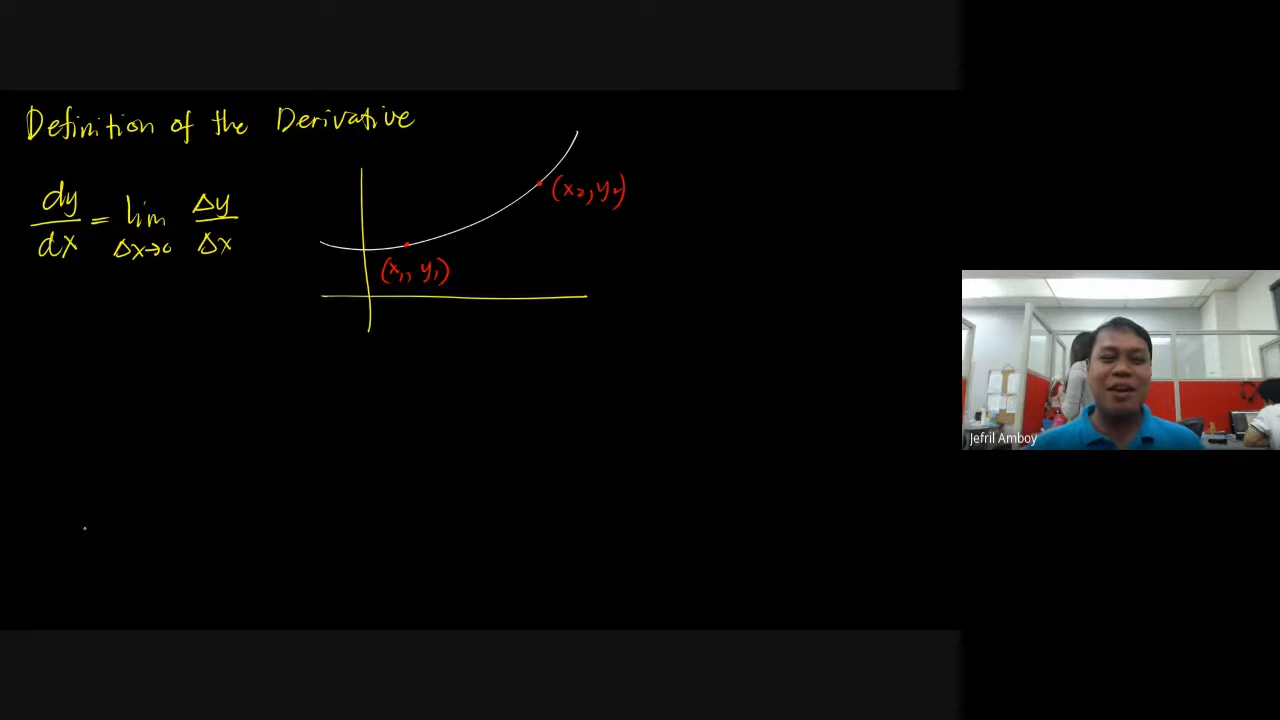 Definition of the Derivative
dy/dx = lim Δx→0 Δy/Δx
(x₂, y₂)
(x₁, y₁)
Jefril Amboy